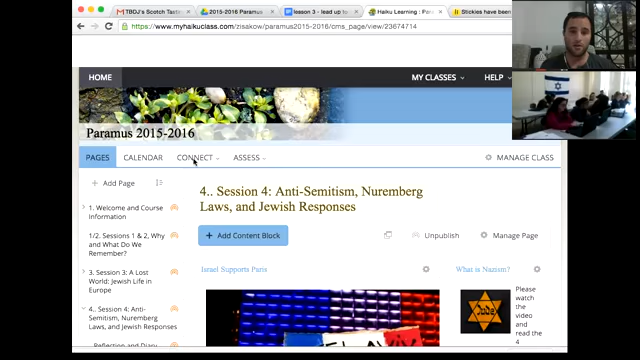 TBDJ's Scotch Tastin
2015-2016 Paramus
lesson 3 - lead up to
Haiku Learning : Para
Stickies have been
https://www.myhaikuclass.com/zisakow/paramus2015-2016/cms_page/view/23674714
HOME
MY CLASSES
HELP
Paramus 2015-2016
PAGES
CALENDAR
CONNECT
ASSESS
MANAGE CLASS
Add Page
1. Welcome and Course
Information
1/2. Sessions 1 & 2, Why
and What Do We
Remember?
3. Session 3: A Lost
World: Jewish Life in
Europe
4.. Session 4: Anti-
Semitism, Nuremberg
Laws, and Jewish Responses
Reflection and Diary
4.. Session 4: Anti-Semitism, Nuremberg
Laws, and Jewish Responses
+ Add Content Block
Unpublish
Manage Page
Israel Supports Paris
What is Nazism?
Jude
Please
watch
the
video
and
read
the 4